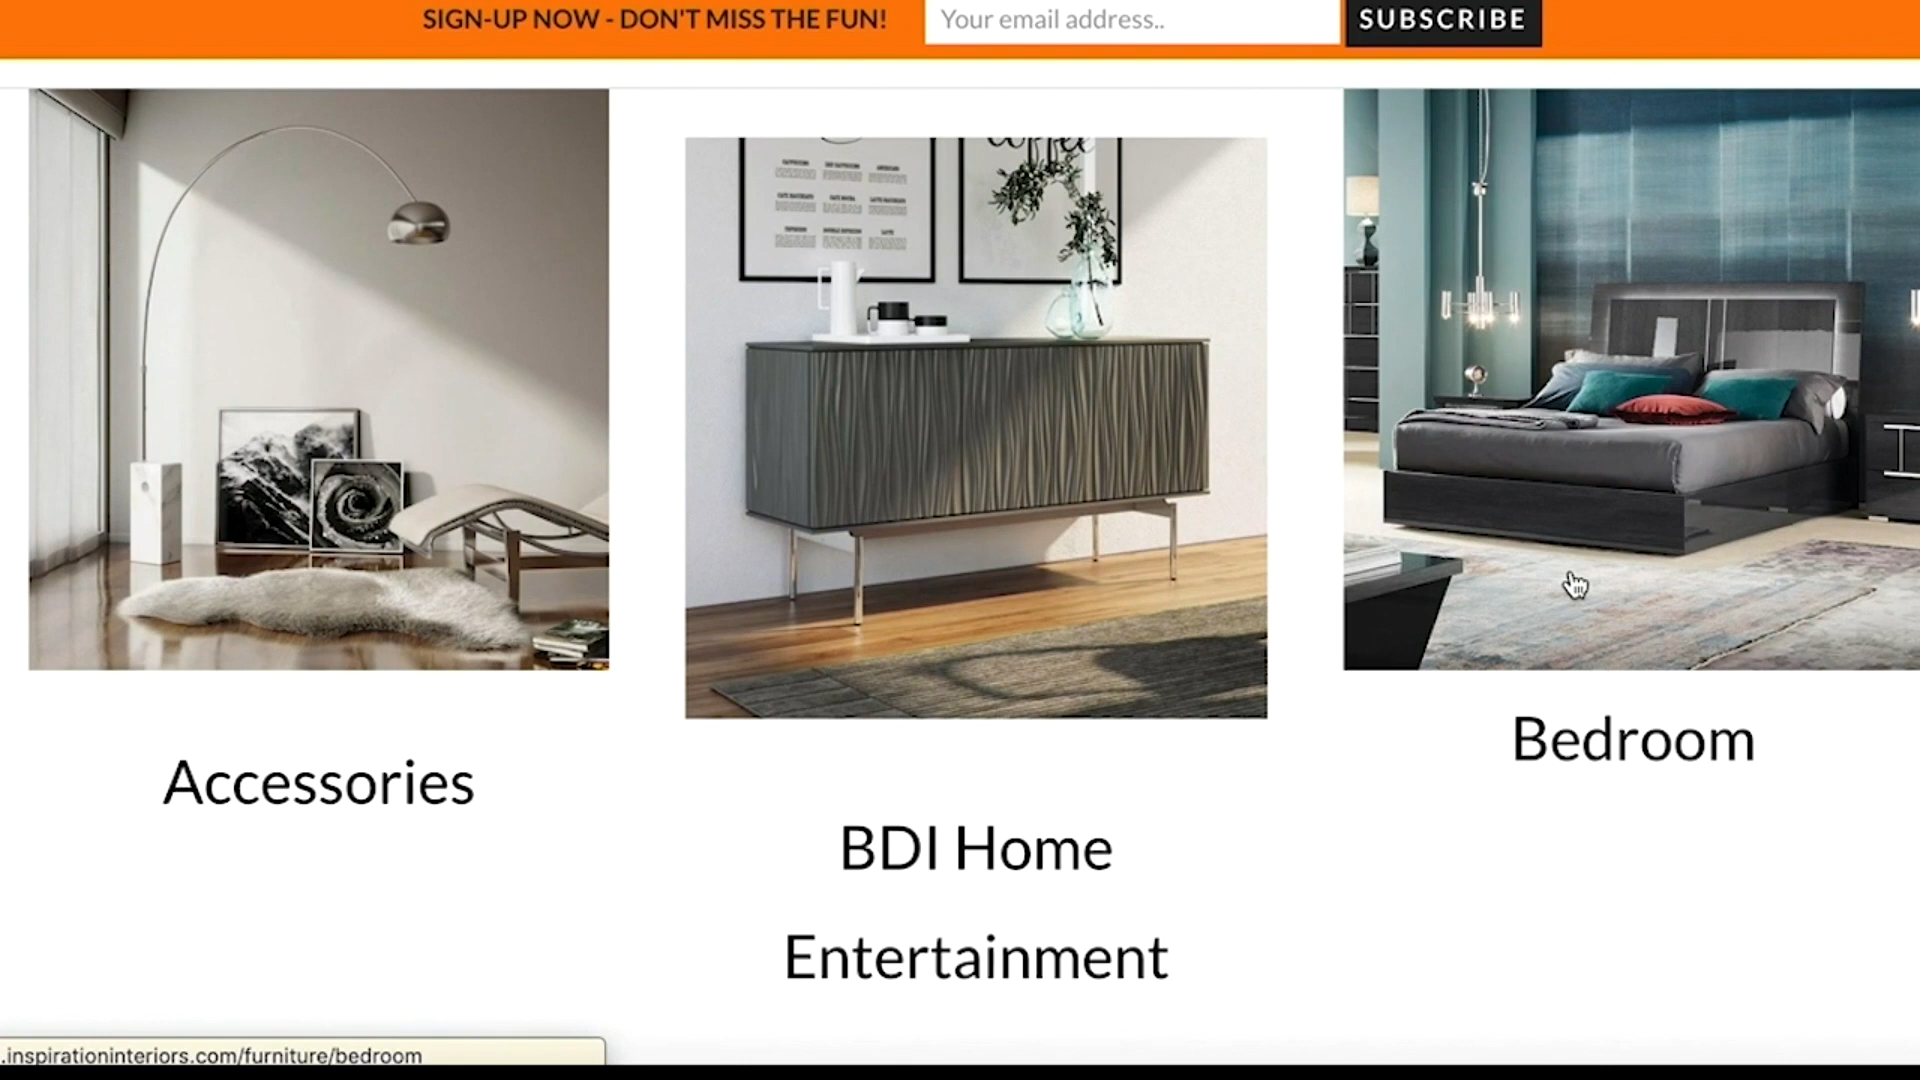 SIGN-UP NOW - DON'T MISS THE FUN!
Your email address..
SUBSCRIBE
Accessories
BDI Home
Entertainment
Bedroom
.inspirationinteriors.com/furniture/bedroom